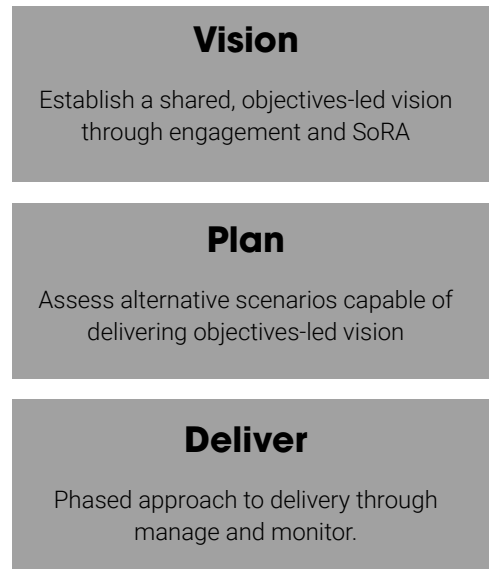 Vision
Establish a shared, objectives-led vision
through engagement and SoRA
Plan
Assess alternative scenarios capable of
delivering objectives-led vision
Deliver
Phased approach to delivery through
manage and monitor.